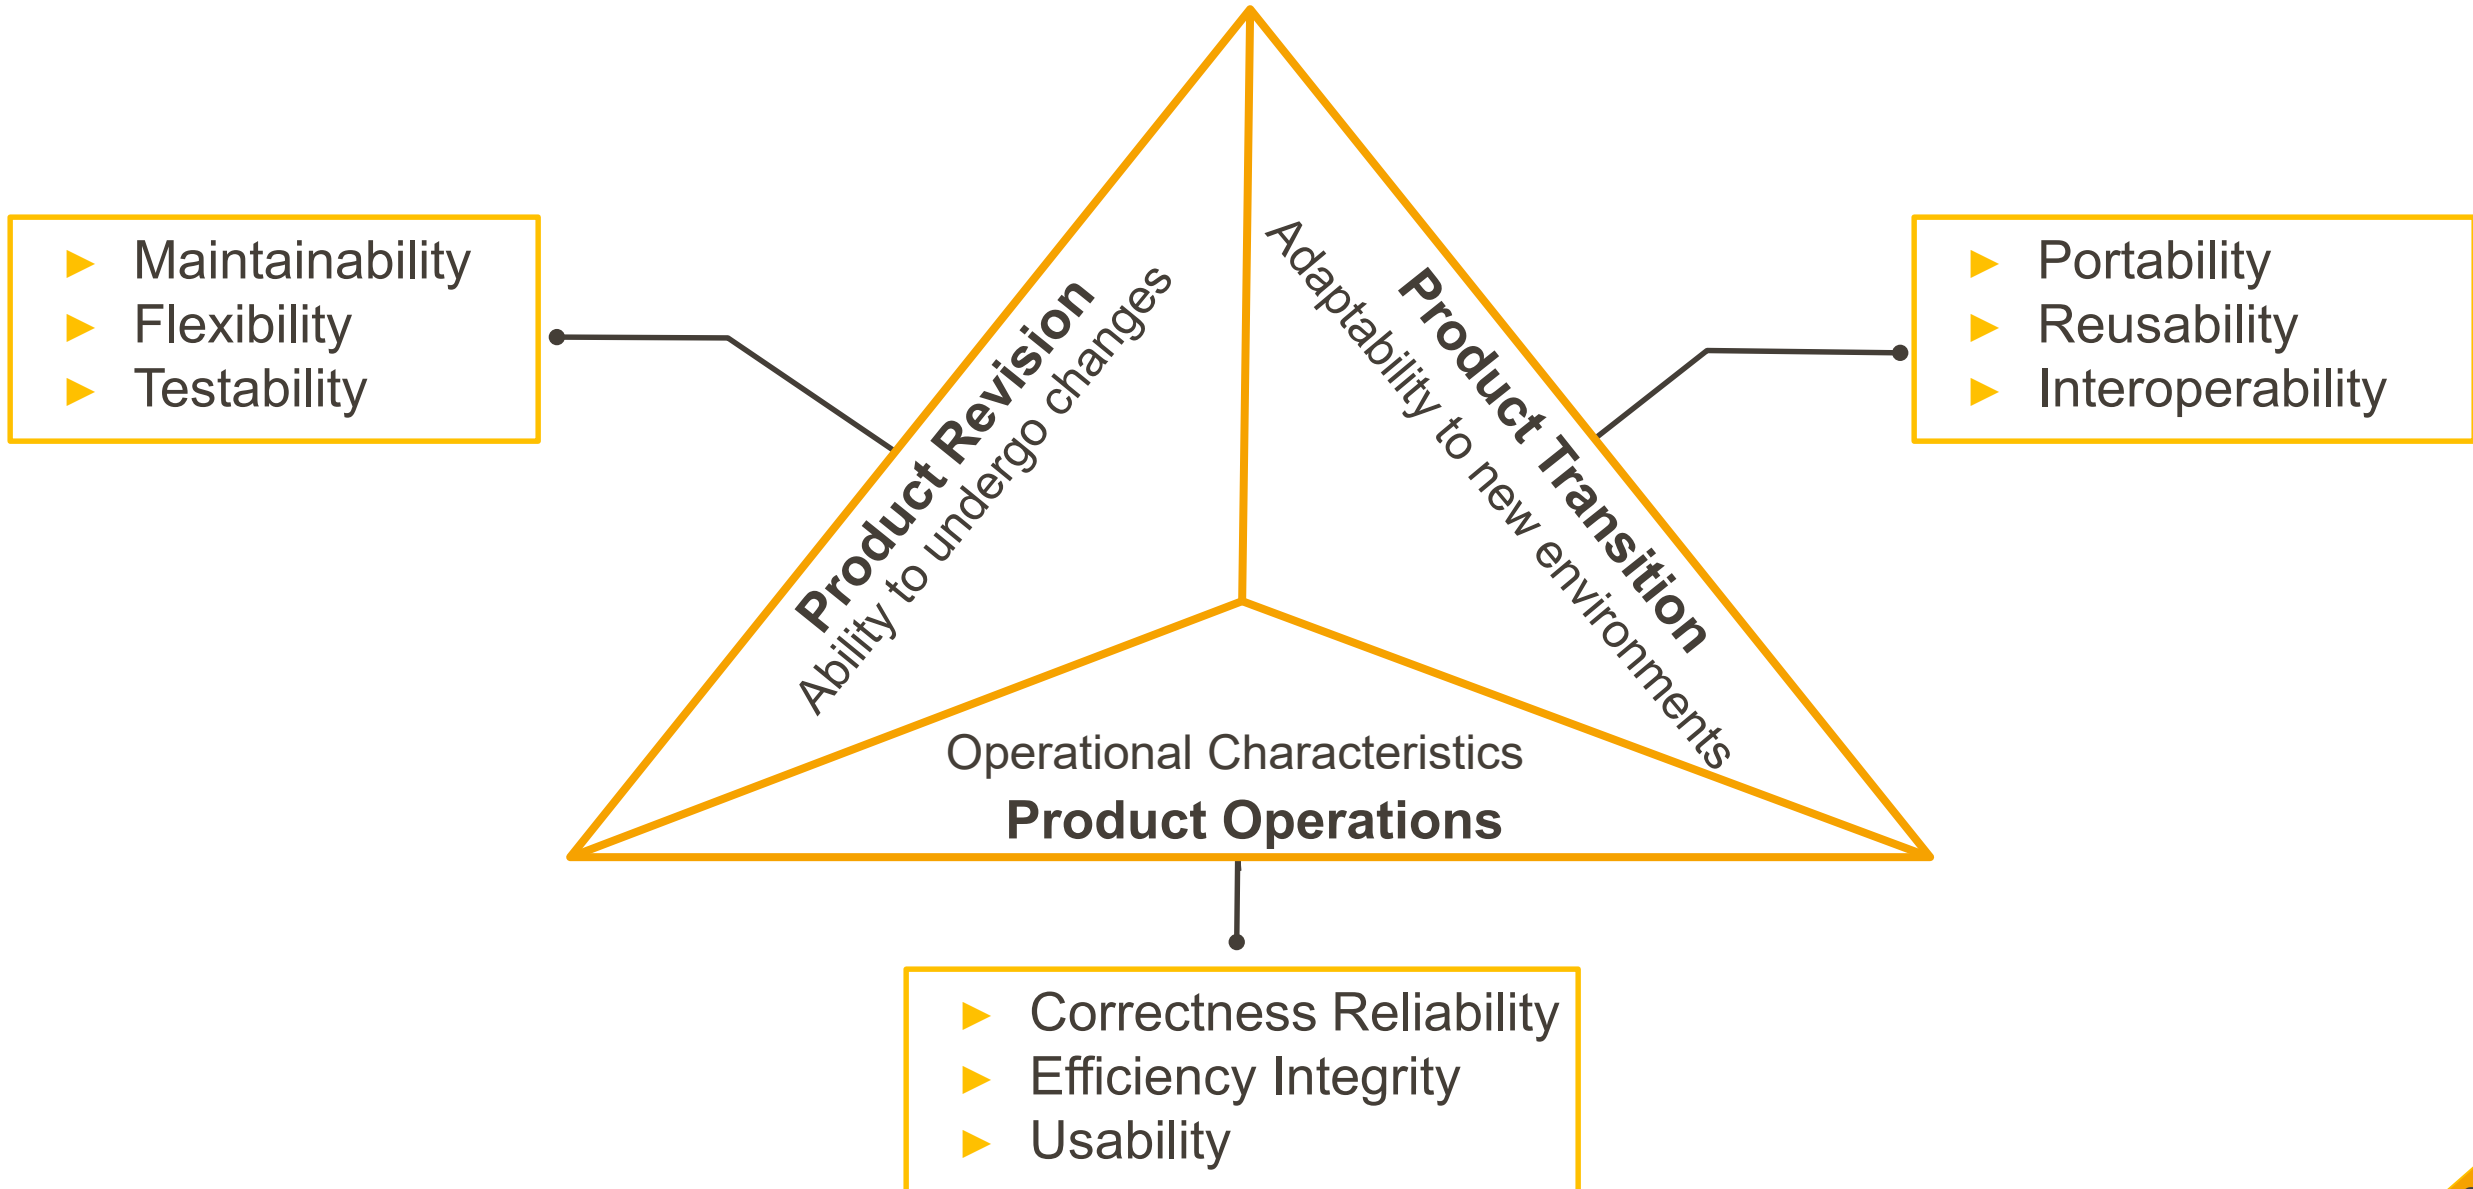 Maintainability
Flexibility
Testability
Product Revision
Ability to undergo changes
Product Transition
Adaptability to new environments
Portability
Reusability
Interoperability
Operational Characteristics
Product Operations
Correctness Reliability
Efficiency Integrity
Usability